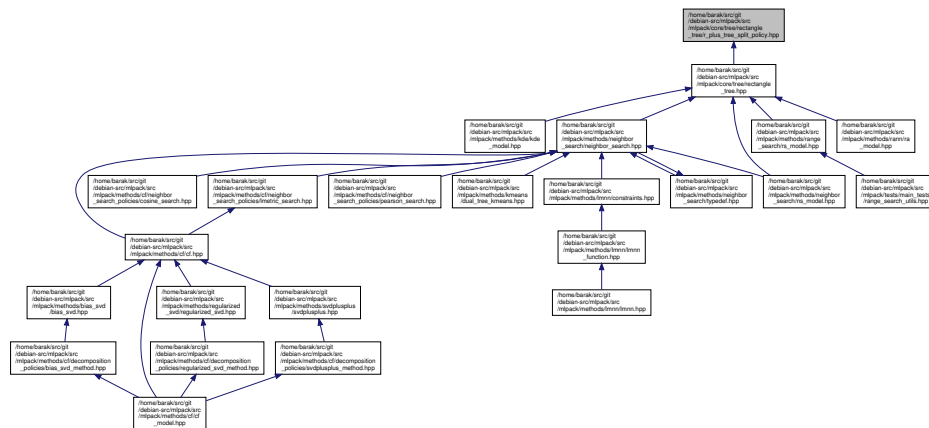 /home/barak/src/git
/debian-src/mlpack/src
/mlpack/core/tree/rectangle
_tree/r_plus_tree_split_policy.hpp
/home/barak/src/git
/debian-src/mlpack/src
/mlpack/core/tree/rectangle
_tree.hpp
/home/barak/src/git
/debian-src/mlpack/src
/mlpack/methods/kde/kde
_model.hpp
/home/barak/src/git
/debian-src/mlpack/src
/mlpack/methods/neighbor
_search/neighbor_search.hpp
/home/barak/src/git
/debian-src/mlpack/src
/mlpack/methods/range
_search/rs_model.hpp
/home/barak/src/git
/debian-src/mlpack/src
/mlpack/methods/rann/ra
_model.hpp
/home/barak/src/git
/debian-src/mlpack/src
/mlpack/methods/cf/neighbor
_search_policies/cosine_search.hpp
/home/barak/src/git
/debian-src/mlpack/src
/mlpack/methods/cf/neighbor
_search_policies/lmetric_search.hpp
/home/barak/src/git
/debian-src/mlpack/src
/mlpack/methods/cf/neighbor
_search_policies/pearson_search.hpp
/home/barak/src/git
/debian-src/mlpack/src
/mlpack/methods/kmeans
/dual_tree_kmeans.hpp
/home/barak/src/git
/debian-src/mlpack/src
/mlpack/methods/lmnn/constraints.hpp
/home/barak/src/git
/debian-src/mlpack/src
/mlpack/methods/neighbor
_search/typedef.hpp
/home/barak/src/git
/debian-src/mlpack/src
/mlpack/methods/neighbor
_search/ns_model.hpp
/home/barak/src/git
/debian-src/mlpack/src
/mlpack/tests/main_tests
/range_search_utils.hpp
/home/barak/src/git
/debian-src/mlpack/src
/mlpack/methods/cf/cf.hpp
/home/barak/src/git
/debian-src/mlpack/src
/mlpack/methods/lmnn/lmnn
_function.hpp
/home/barak/src/git
/debian-src/mlpack/src
/mlpack/methods/bias_svd
/bias_svd.hpp
/home/barak/src/git
/debian-src/mlpack/src
/mlpack/methods/regularized
_svd/regularized_svd.hpp
/home/barak/src/git
/debian-src/mlpack/src
/mlpack/methods/svdplusplus
/svdplusplus.hpp
/home/barak/src/git
/debian-src/mlpack/src
/mlpack/methods/lmnn/lmnn.hpp
/home/barak/src/git
/debian-src/mlpack/src
/mlpack/methods/cf/decomposition
_policies/bias_svd_method.hpp
/home/barak/src/git
/debian-src/mlpack/src
/mlpack/methods/cf/decomposition
_policies/regularized_svd_method.hpp
/home/barak/src/git
/debian-src/mlpack/src
/mlpack/methods/cf/decomposition
_policies/svdplusplus_method.hpp
/home/barak/src/git
/debian-src/mlpack/src
/mlpack/methods/cf/cf
_model.hpp